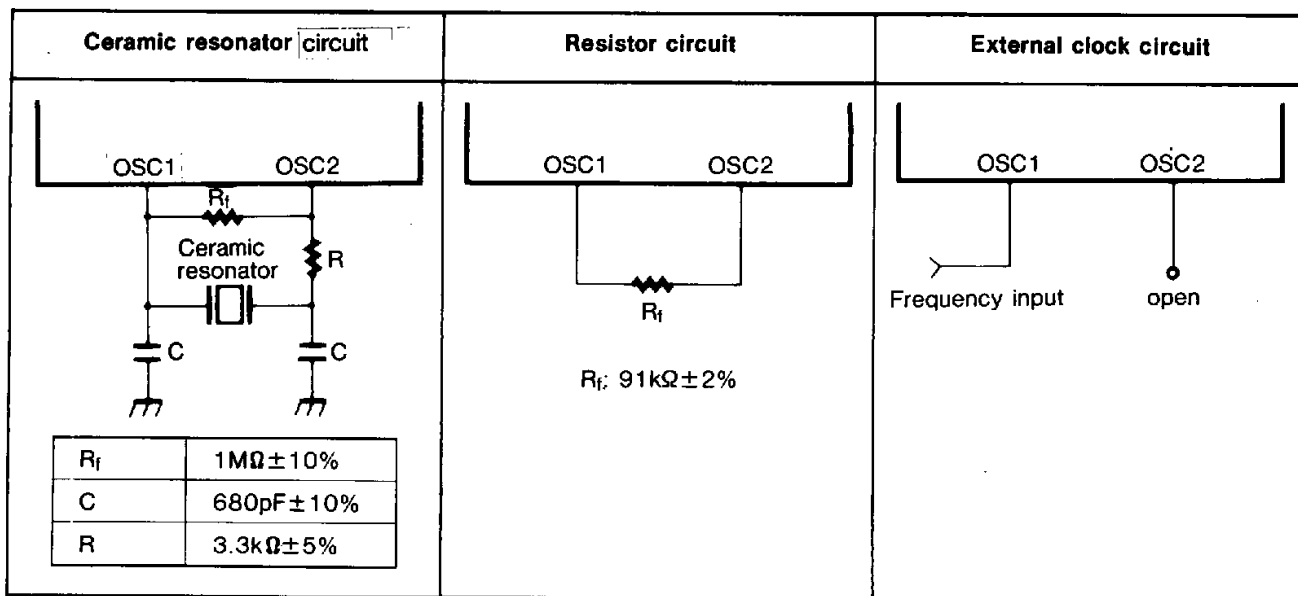 Ceramic resonator circuit
OSC1 OSC2
Rf
Ceramic
resonator
R
C C
Rf 1MΩ±10%
C 680pF±10%
R 3.3kΩ±5%
Resistor circuit
OSC1 OSC2
Rf
Rf: 91kΩ±2%
External clock circuit
OSC1 OSC2
Frequency input open